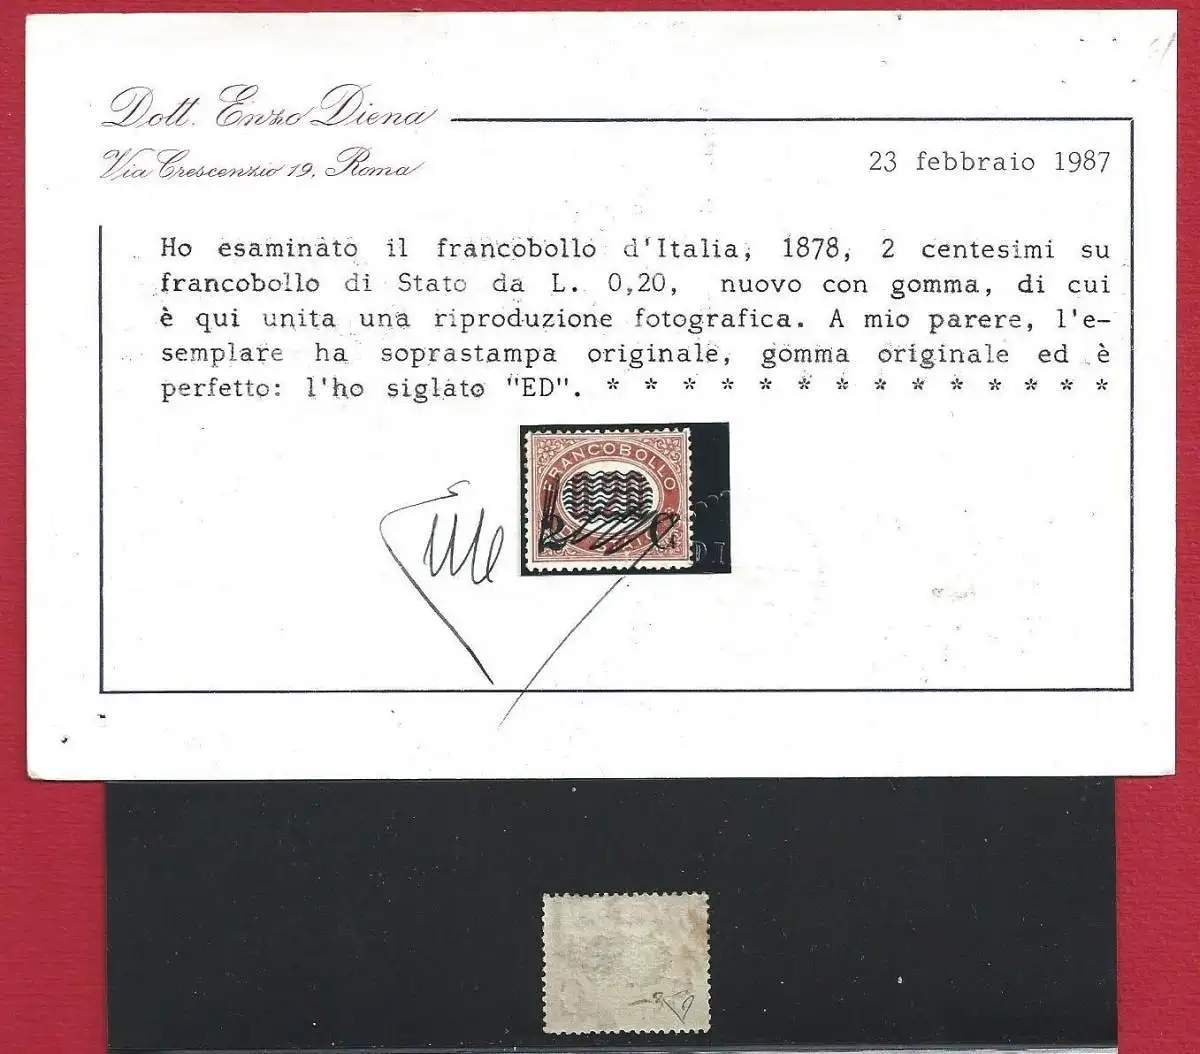 Dott. Enzo Diena
Via Crescenzio 19, Roma
23 febbraio 1987
Ho esaminato il francobollo d'Italia, 1878, 2 centesimi su
francobollo di Stato da L. 0,20, nuovo con gomma, di cui
è qui unita una riproduzione fotografica. A mio parere, l'e-
semplare ha soprastampa originale, gomma originale ed è
perfetto: l'ho siglato "ED". * * * * * * * * * * * * * *
FRANCOBOLLO
2 C